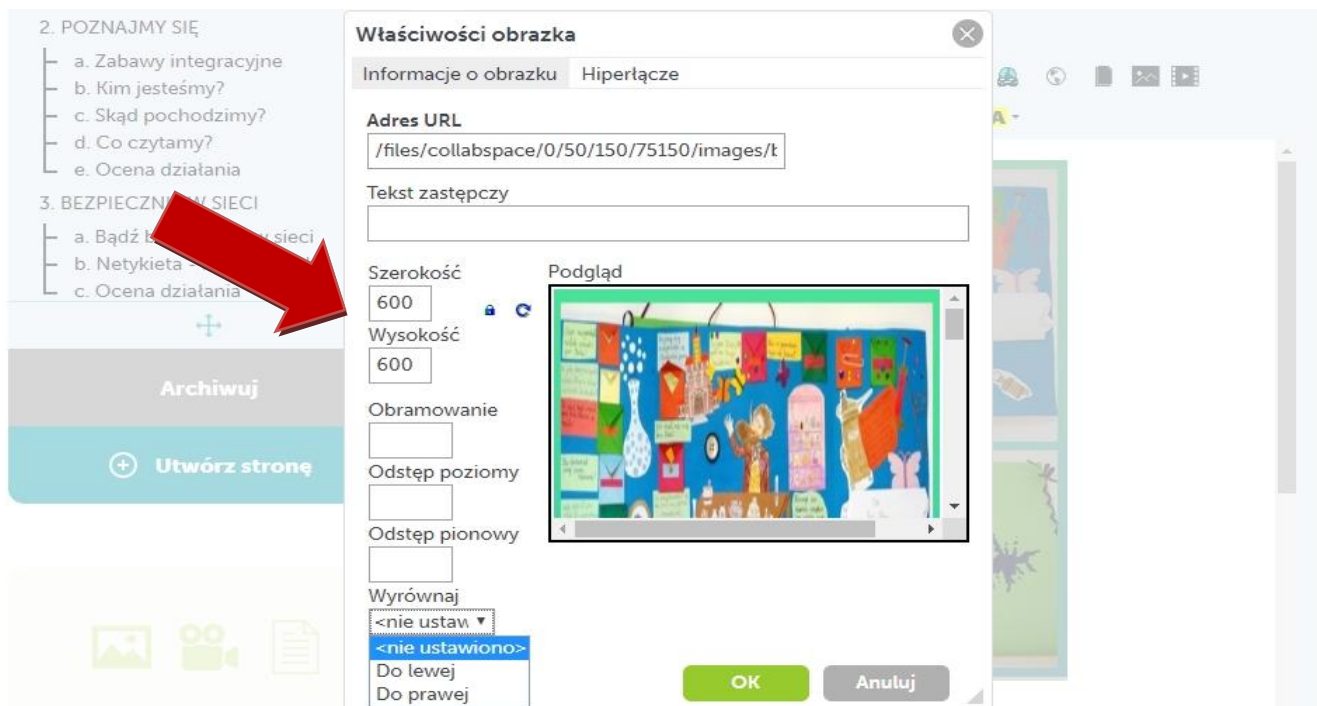 2. POZNAJMY SIĘ
a. Zabawy integracyjne
b. Kim jesteśmy?
c. Skąd pochodzimy?
d. Co czytamy?
e. Ocena działania
3. BEZPIECZNI W SIECI
a. Bądź b sieci
b. Netykieta -
c. Ocena działania
Archiwuj
Utwórz stronę
Właściwości obrazka
Informacje o obrazku Hiperłącze
Adres URL
/files/collabspace/0/50/150/75150/images/b
Tekst zastępczy
Szerokość
600
Wysokość
600
Obramowanie
Odstęp poziomy
Odstęp pionowy
Wyrównaj
<nie ustaw
<nie ustawiono>
Do lewej
Do prawej
Podgląd
OK Anuluj
A